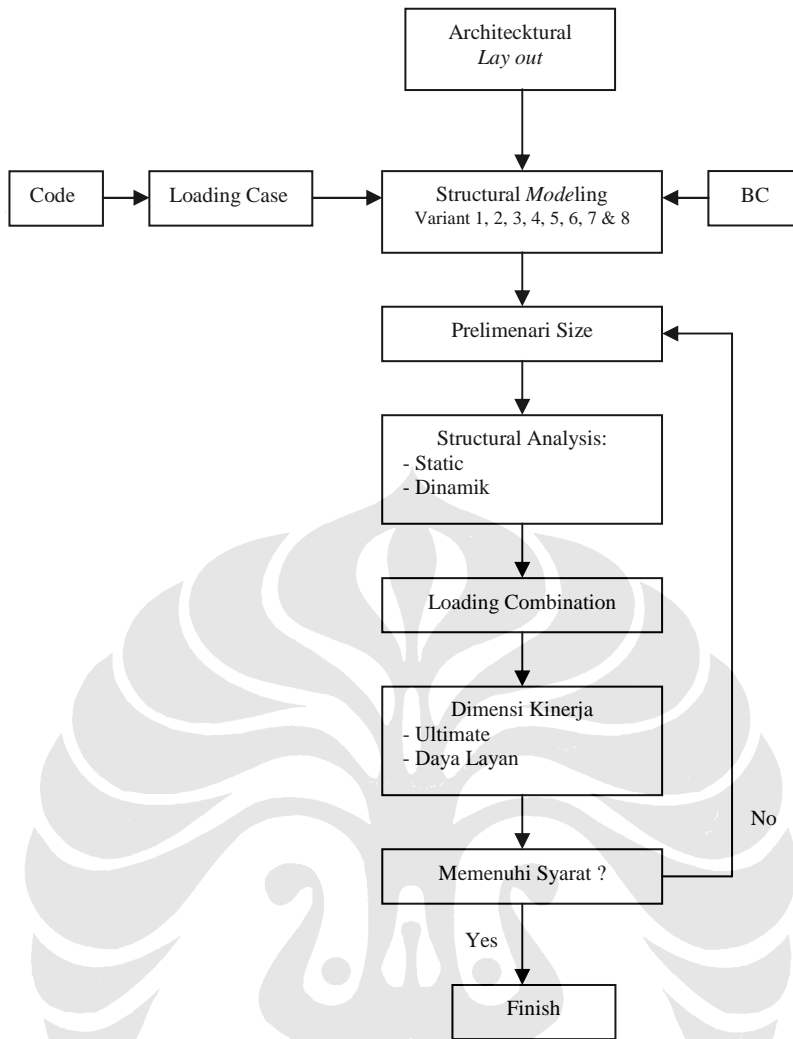 Architecktural
Lay out
Code
Loading Case
Structural Modeling
Variant 1, 2, 3, 4, 5, 6, 7 & 8
BC
Prelimenari Size
Structural Analysis:
- Static
- Dinamik
Loading Combination
Dimensi Kinerja
- Ultimate
- Daya Layan
No
Memenuhi Syarat ?
Yes
Finish